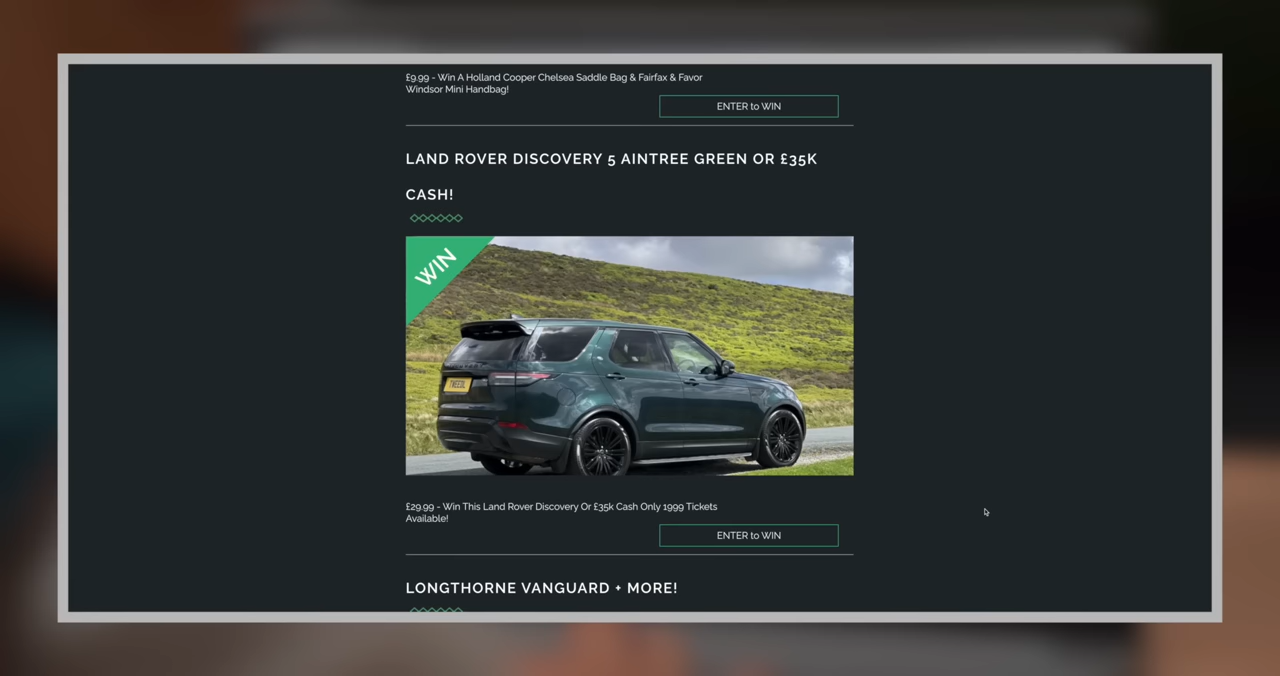 £9.99 - Win A Holland Cooper Chelsea Saddle Bag & Fairfax & Favor
Windsor Mini Handbag!
ENTER to WIN
LAND ROVER DISCOVERY 5 AINTREE GREEN OR £35K
CASH!
WIN
TWEEDL
£29.99 - Win This Land Rover Discovery Or £35k Cash Only 1999 Tickets
Available!
ENTER to WIN
LONGTHORNE VANGUARD + MORE!